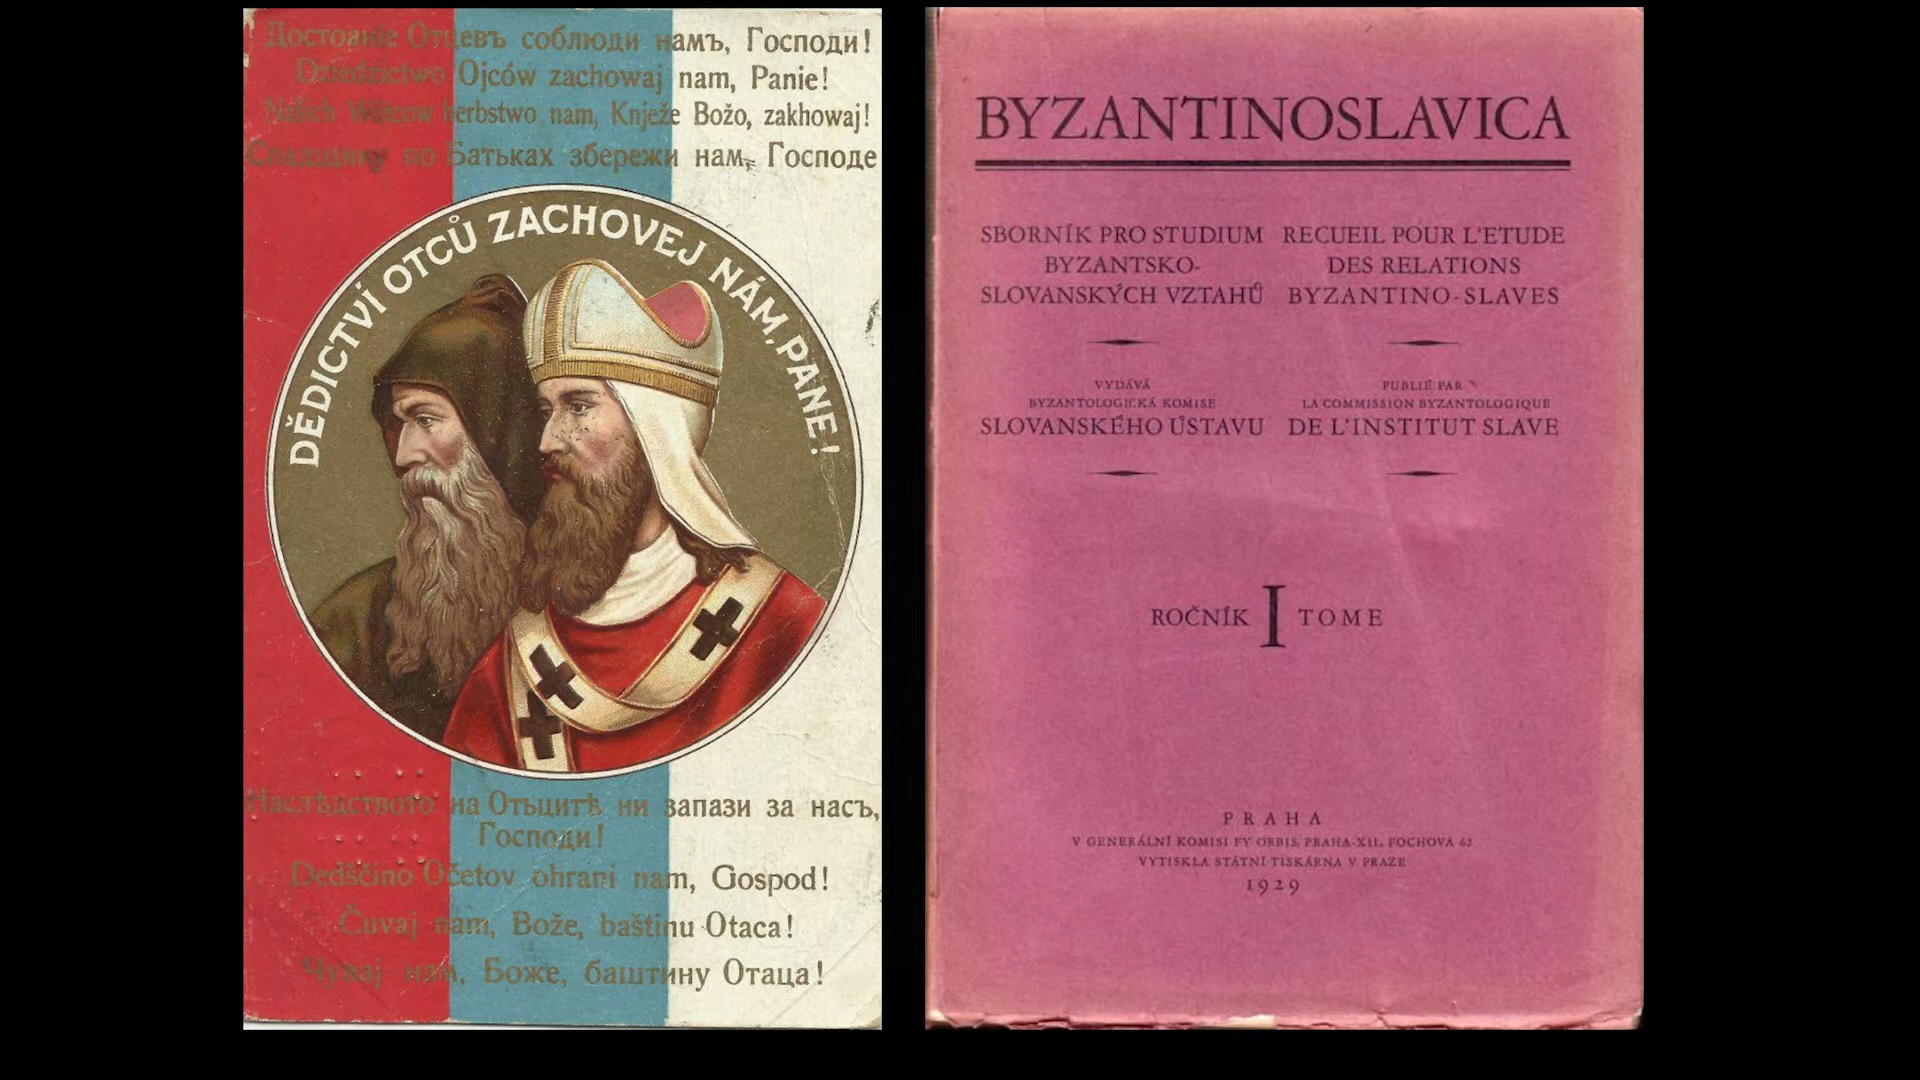 Достоаніе Отцевъ соблюди намъ, Господи!
Dziedzictwo Ojców zachowaj nam, Panie!
Našich Wótcow herbstwo nam, Knježe Božo, zakhowaj!
Спадщину по Батьках збережи нам, Господе
DĚDICTVÍ OTCŮ ZACHOVEJ NÁM, PANE!
Наслѣдството на Отьцитѣ ни запази за насъ,
Господи!
Dedščino Očetov ohrani nam, Gospod!
Čuvaj nam, Bože, baštinu Otaca!
Чувај нам, Боже, баштину Отаца!
BYZANTINOSLAVICA
SBORNÍK PRO STUDIUM
BYZANTSKO-
SLOVANSKÝCH VZTAHŮ
RECUEIL POUR L'ETUDE
DES RELATIONS
BYZANTINO-SLAVES
VYDÁVÁ
BYZANTOLOGICKÁ KOMISE
SLOVANSKÉHO ÚSTAVU
PUBLIÉ PAR
LA COMMISSION BYZANTOLOGIQUE
DE L'INSTITUT SLAVE
ROČNÍK I TOME
PRAHA
V GENERÁLNÍ KOMISI FY ORBIS, PRAHA-XII, FOCHOVA 62
VYTISKLA STÁTNÍ TISKÁRNA V PRAZE
1929